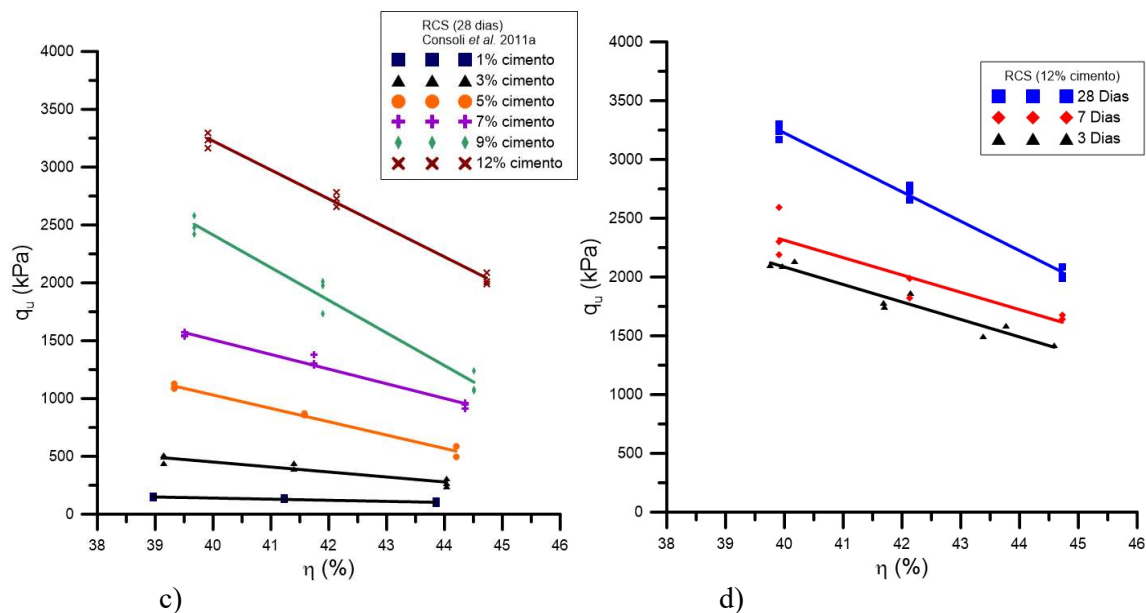 RCS (28 dias)
Consoli et al. 2011a
1% cimento
3% cimento
5% cimento
7% cimento
9% cimento
12% cimento
4000
3500
3000
2500
2000
1500
1000
500
0
qu (kPa)
38 39 40 41 42 43 44 45 46
η (%)
c)
RCS (12% cimento)
28 Dias
7 Dias
3 Dias
4000
3500
3000
2500
2000
1500
1000
500
0
qu (kPa)
38 39 40 41 42 43 44 45 46
η (%)
d)